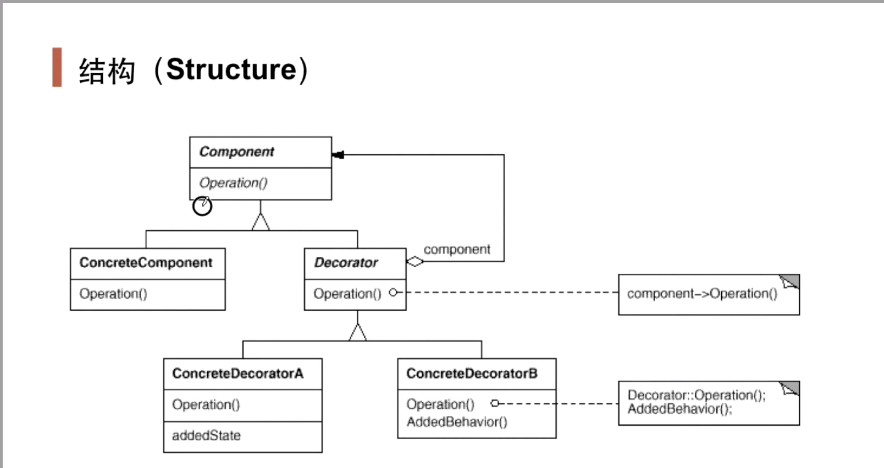 结构（Structure）
Component
Operation()
component
ConcreteComponent
Operation()
Decorator
Operation()
component->Operation()
ConcreteDecoratorA
Operation()
addedState
ConcreteDecoratorB
Operation()
AddedBehavior()
Decorator::Operation();
AddedBehavior();